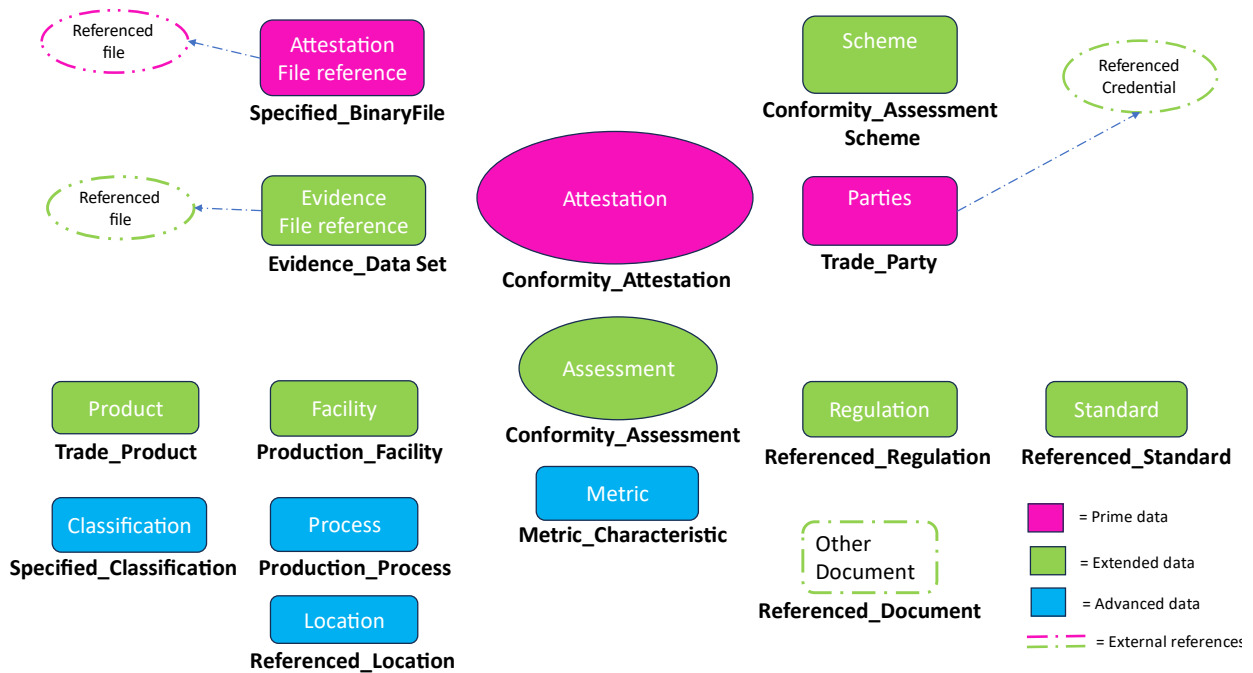 Referenced
file
Attestation
File reference
Specified_BinaryFile
Scheme
Conformity_Assessment
Scheme
Referenced
Credential
Referenced
file
Evidence
File reference
Evidence_Data Set
Attestation
Conformity_Attestation
Parties
Trade_Party
Product
Trade_Product
Facility
Production_Facility
Assessment
Conformity_Assessment
Regulation
Referenced_Regulation
Standard
Referenced_Standard
Classification
Specified_Classification
Process
Production_Process
Metric
Metric_Characteristic
Location
Referenced_Location
Other
Document
Referenced_Document
= Prime data
= Extended data
= Advanced data
= External references